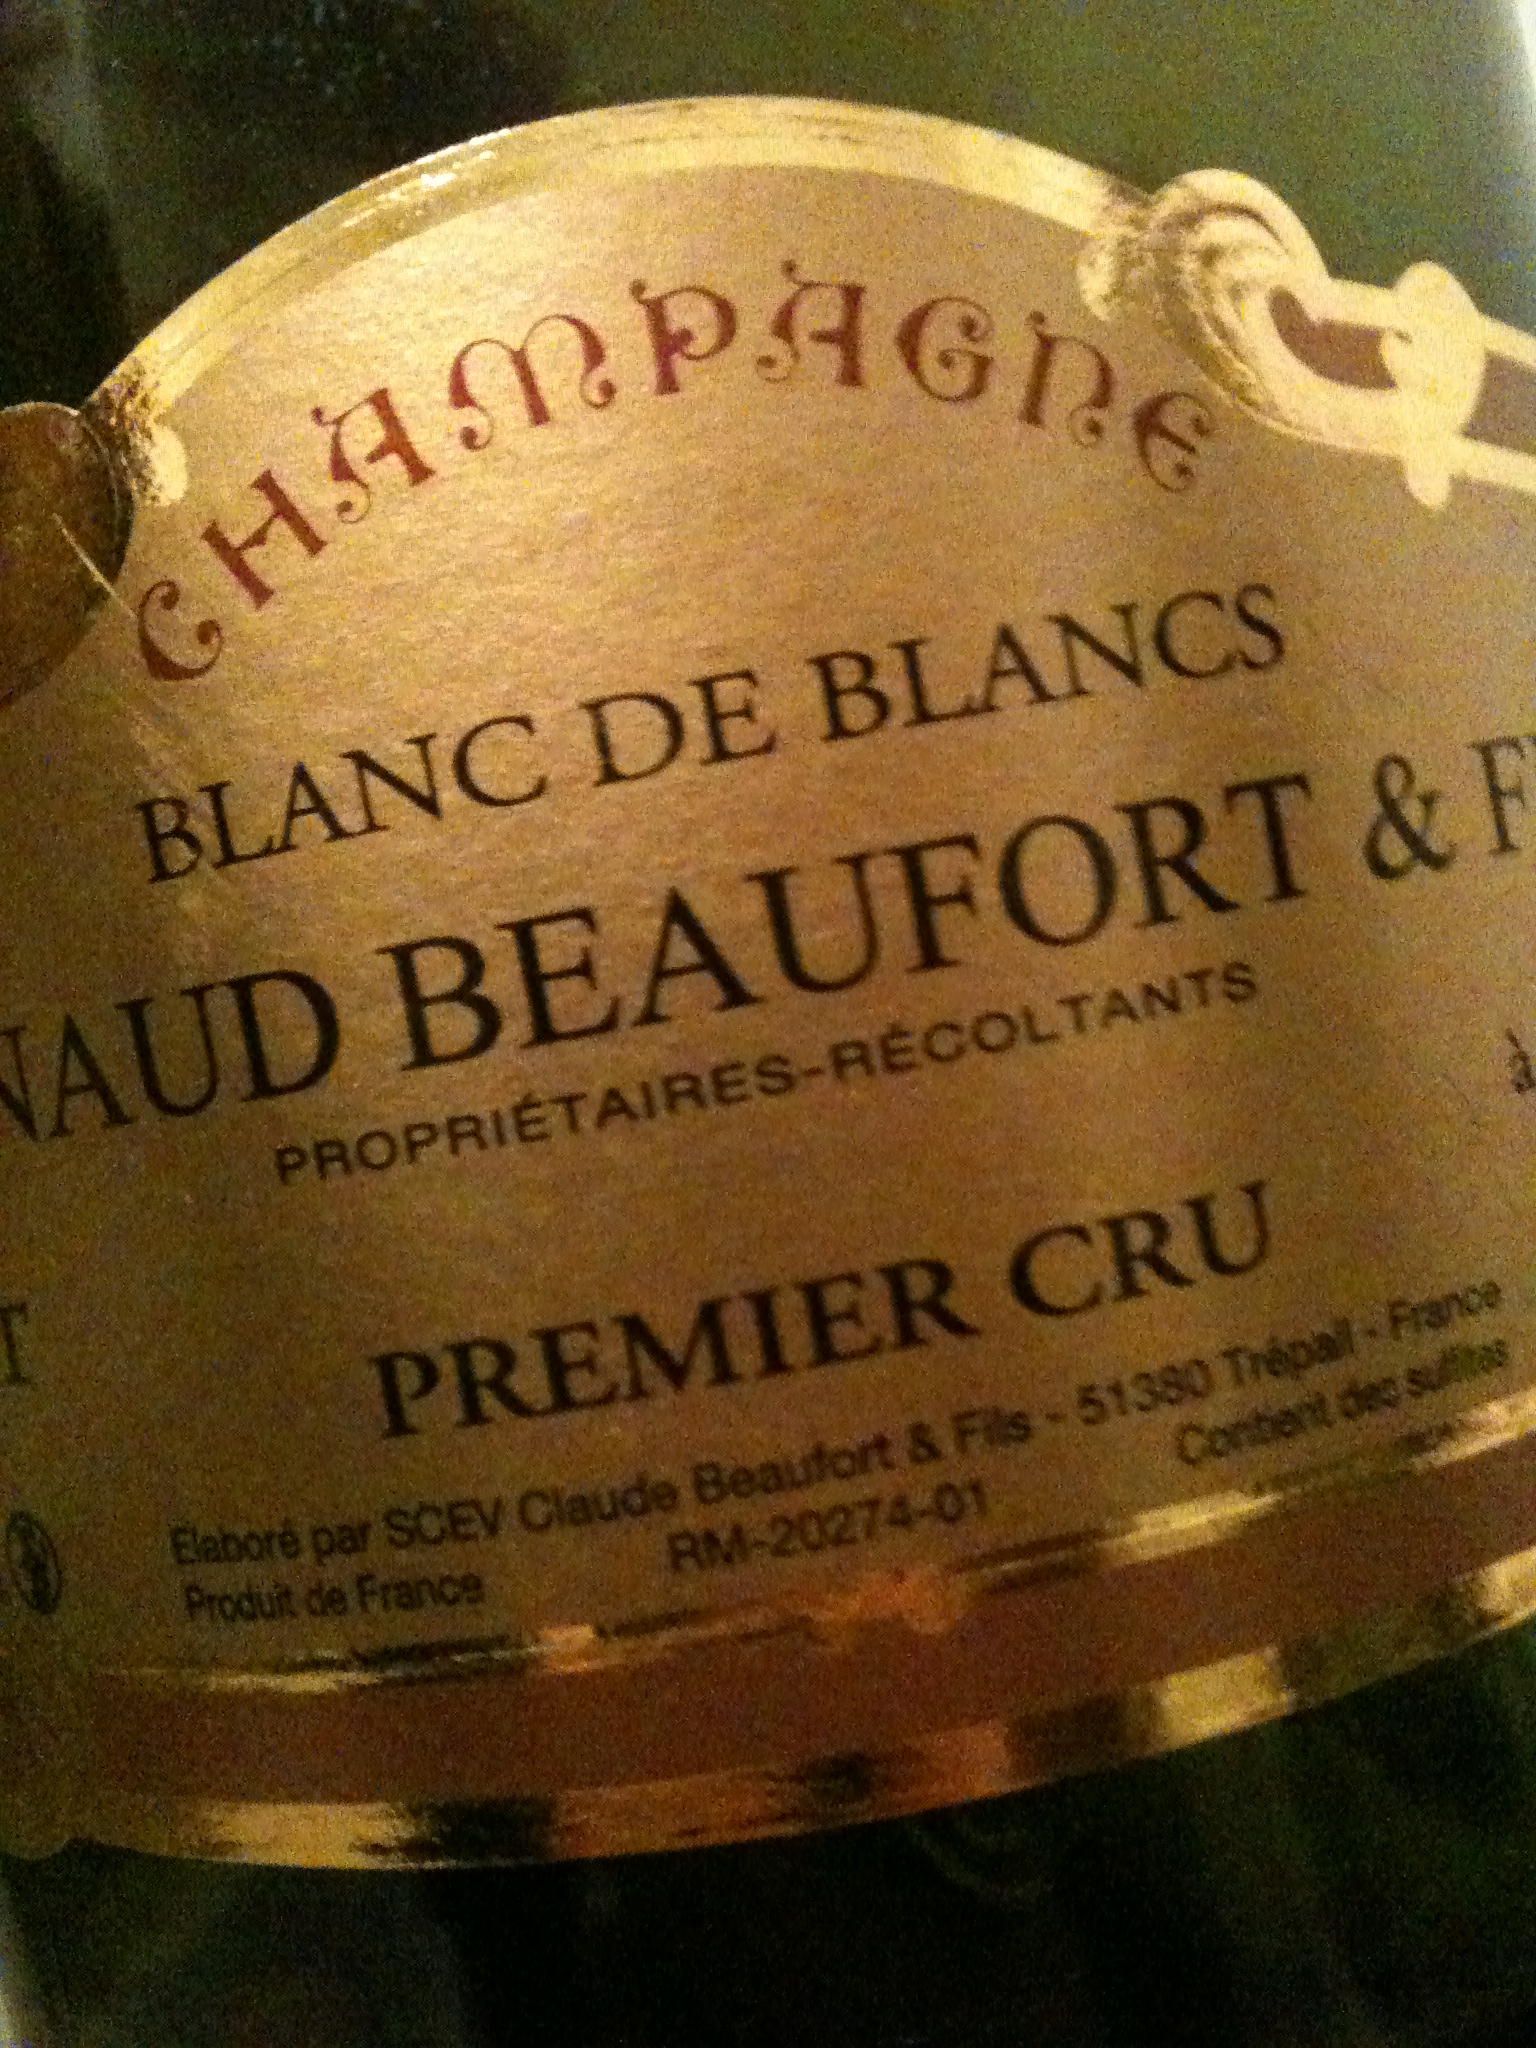 CHAMPAGNE
BLANC DE BLANCS
NAUD BEAUFORT & F
PROPRIÉTAIRES-RÉCOLTANTS
à
PREMIER CRU
T
Elaboré par SCEV Claude Beaufort & Fils - 51380 Trépail - France
Produit de France RM-20274-01 Contient des sulfites